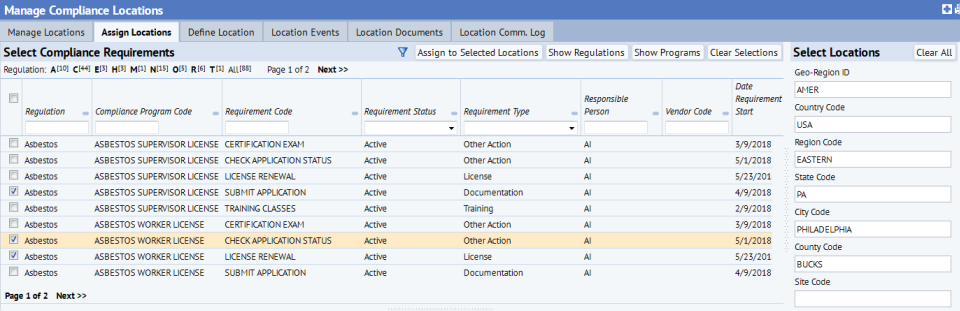 Manage Compliance Locations
Manage Locations Assign Locations Define Location Location Events Location Documents Location Comm. Log
Select Compliance Requirements Assign to Selected Locations Show Regulations Show Programs Clear Selections
Regulation: A[10] C[44] E[3] H[3] M[1] N[15] O[5] R[6] T[1] All[88] Page 1 of 2 Next >>
Regulation Compliance Program Code Requirement Code Requirement Status Requirement Type Responsible Person Vendor Code Date Requirement Start
Asbestos ASBESTOS SUPERVISOR LICENSE CERTIFICATION EXAM Active Other Action AI 3/9/2018
Asbestos ASBESTOS SUPERVISOR LICENSE CHECK APPLICATION STATUS Active Other Action AI 5/1/2018
Asbestos ASBESTOS SUPERVISOR LICENSE LICENSE RENEWAL Active License AI 5/23/201
Asbestos ASBESTOS SUPERVISOR LICENSE SUBMIT APPLICATION Active Documentation AI 4/9/2018
Asbestos ASBESTOS SUPERVISOR LICENSE TRAINING CLASSES Active Training AI 2/9/2018
Asbestos ASBESTOS WORKER LICENSE CERTIFICATION EXAM Active Other Action AI 3/9/2018
Asbestos ASBESTOS WORKER LICENSE CHECK APPLICATION STATUS Active Other Action AI 5/1/2018
Asbestos ASBESTOS WORKER LICENSE LICENSE RENEWAL Active License AI 5/23/201
Asbestos ASBESTOS WORKER LICENSE SUBMIT APPLICATION Active Documentation AI 4/9/2018
Page 1 of 2 Next >>
Select Locations Clear All
Geo-Region ID
AMER
Country Code
USA
Region Code
EASTERN
State Code
PA
City Code
PHILADELPHIA
County Code
BUCKS
Site Code